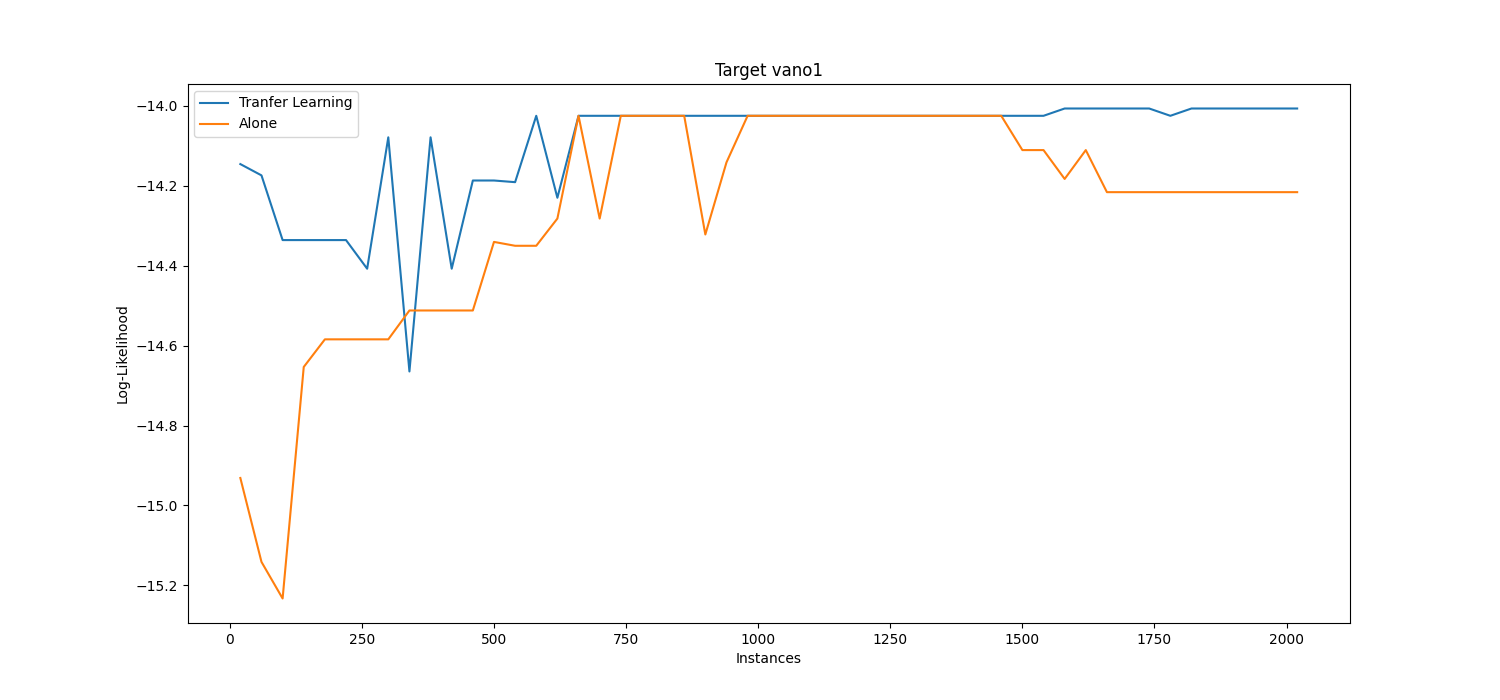 Target vano1
Tranfer Learning
Alone
−14.0
−14.2
−14.4
−14.6
−14.8
−15.0
−15.2
Log-Likelihood
0 250 500 750 1000 1250 1500 1750 2000
Instances